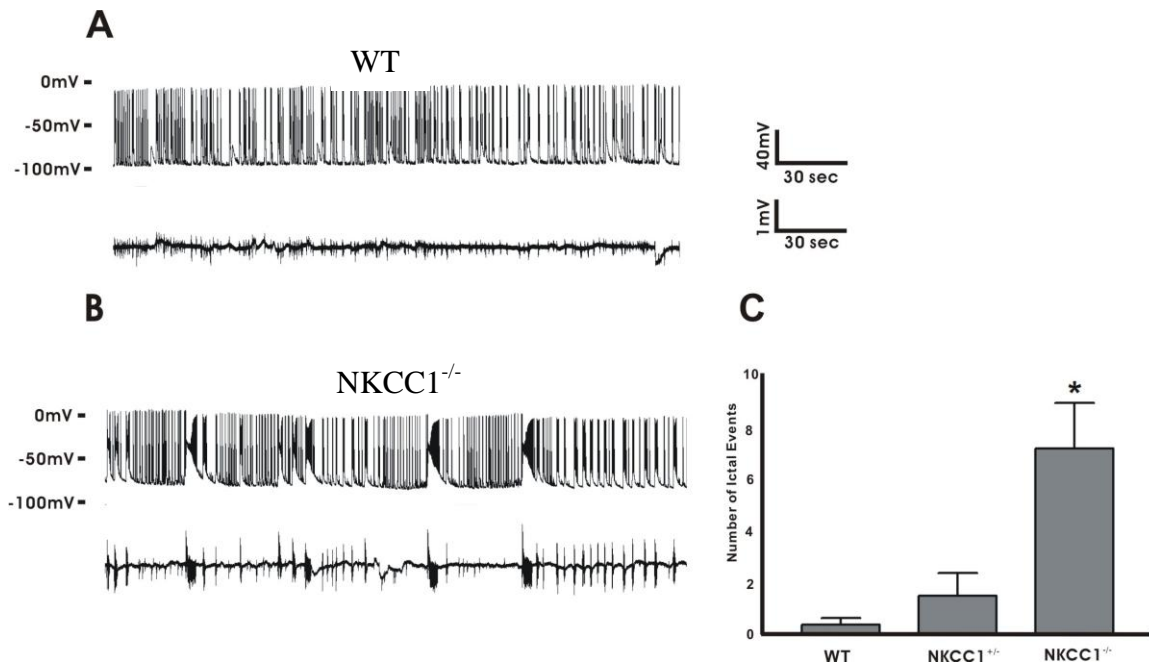 A
WT
0mV
-50mV
-100mV
40mV
30 sec
1mV
30 sec
B
NKCC1-/-
0mV
-50mV
-100mV
C
Number of Ictal Events
10
8
6
4
2
0
*
WT
NKCC1+/-
NKCC1-/-